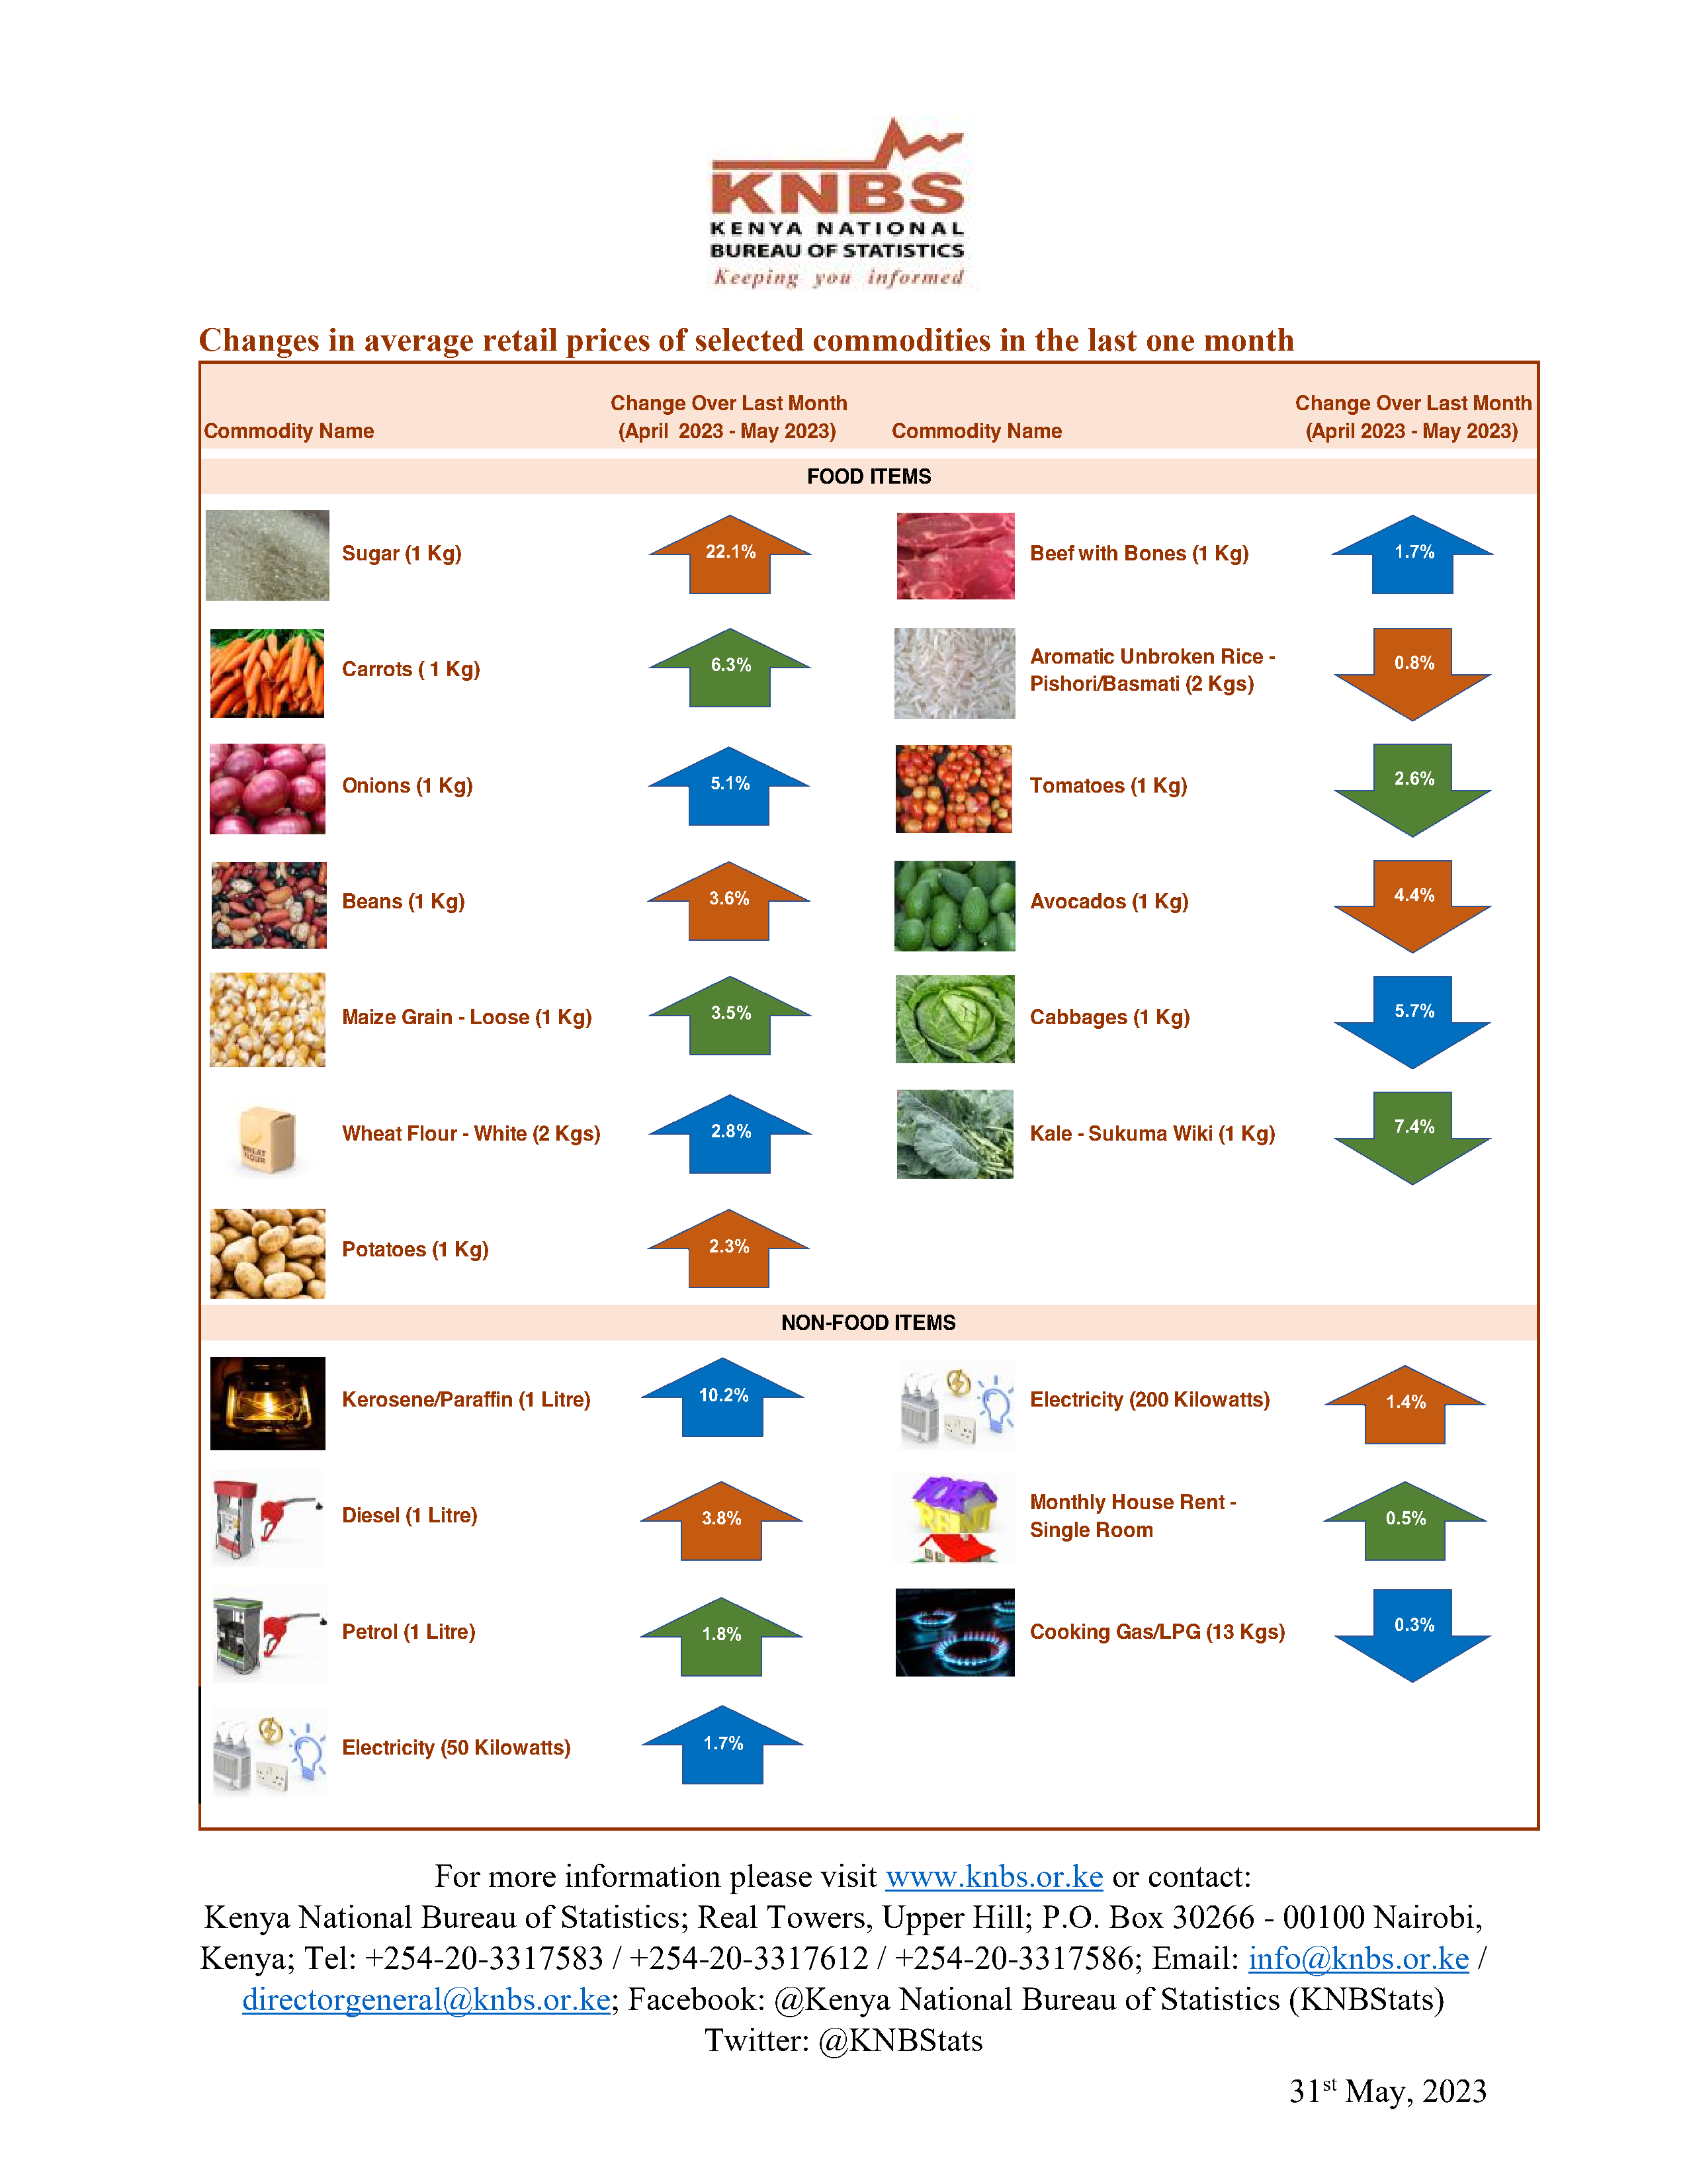 KNBS
KENYA NATIONAL
BUREAU OF STATISTICS
Keeping you informed
Changes in average retail prices of selected commodities in the last one month
Commodity Name
Change Over Last Month
(April 2023 - May 2023)
Commodity Name
Change Over Last Month
(April 2023 - May 2023)
FOOD ITEMS
Sugar (1 Kg)
22.1%
Beef with Bones (1 Kg)
1.7%
Carrots ( 1 Kg)
6.3%
Aromatic Unbroken Rice -
Pishori/Basmati (2 Kgs)
0.8%
Onions (1 Kg)
5.1%
Tomatoes (1 Kg)
2.6%
Beans (1 Kg)
3.6%
Avocados (1 Kg)
4.4%
Maize Grain - Loose (1 Kg)
3.5%
Cabbages (1 Kg)
5.7%
WHEAT
FLOUR
Wheat Flour - White (2 Kgs)
2.8%
Kale - Sukuma Wiki (1 Kg)
7.4%
Potatoes (1 Kg)
2.3%
NON-FOOD ITEMS
Kerosene/Paraffin (1 Litre)
10.2%
Electricity (200 Kilowatts)
1.4%
Diesel (1 Litre)
3.8%
RENT
Monthly House Rent -
Single Room
0.5%
Petrol (1 Litre)
1.8%
Cooking Gas/LPG (13 Kgs)
0.3%
Electricity (50 Kilowatts)
1.7%
For more information please visit www.knbs.or.ke or contact:
Kenya National Bureau of Statistics; Real Towers, Upper Hill; P.O. Box 30266 - 00100 Nairobi,
Kenya; Tel: +254-20-3317583 / +254-20-3317612 / +254-20-3317586; Email: info@knbs.or.ke /
directorgeneral@knbs.or.ke; Facebook: @Kenya National Bureau of Statistics (KNBStats)
Twitter: @KNBStats
31st May, 2023